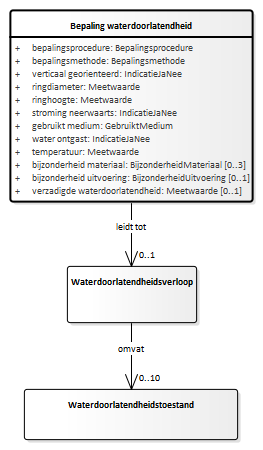 Bepaling waterdoorlatendheid
+ bepalingsprocedure: Bepalingsprocedure
+ bepalingsmethode: Bepalingsmethode
+ verticaal georienteerd: IndicatieJaNee
+ ringdiameter: Meetwaarde
+ ringhoogte: Meetwaarde
+ stroming neerwaarts: IndicatieJaNee
+ gebruikt medium: GebruiktMedium
+ water ontgast: IndicatieJaNee
+ temperatuur: Meetwaarde
+ bijzonderheid materiaal: BijzonderheidMateriaal [0..3]
+ bijzonderheid uitvoering: BijzonderheidUitvoering [0..1]
+ verzadigde waterdoorlatendheid: Meetwaarde [0..1]
leidt tot
0..1
Waterdoorlatendheidsverloop
omvat
0..10
Waterdoorlatendheidstoestand